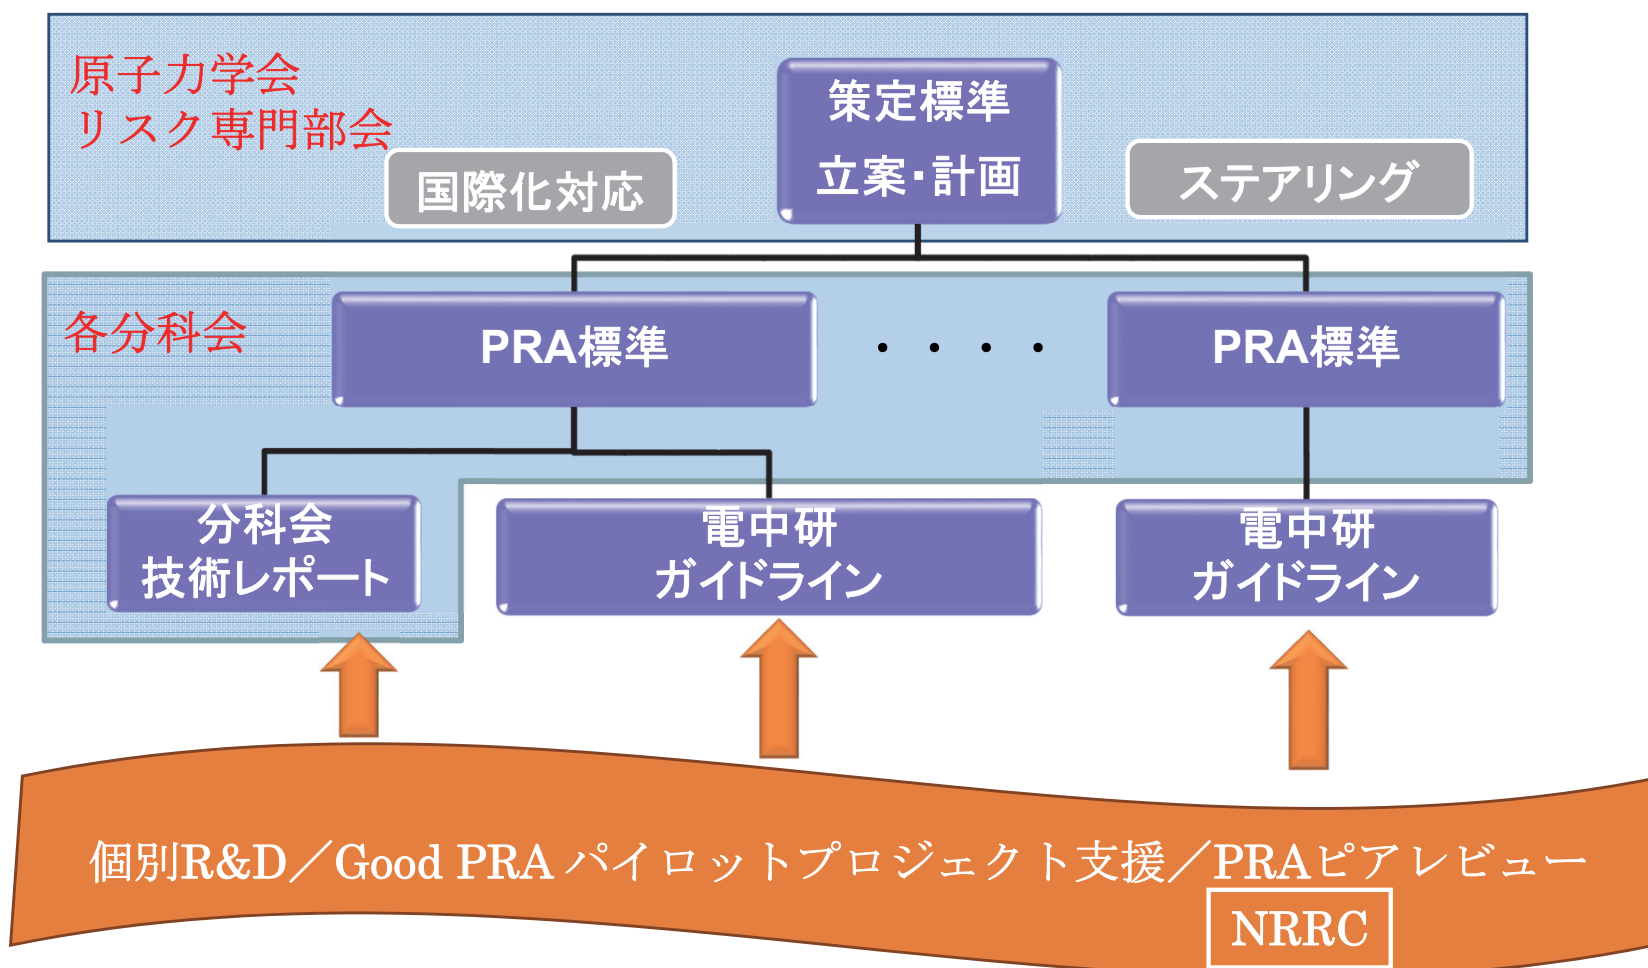 原子力学会
リスク専門部会
策定標準
立案・計画
国際化対応
ステアリング
各分科会
PRA標準
・・・・
PRA標準
分科会
技術レポート
電中研
ガイドライン
電中研
ガイドライン
個別R&D／Good PRA パイロットプロジェクト支援／PRAピアレビュー
NRRC